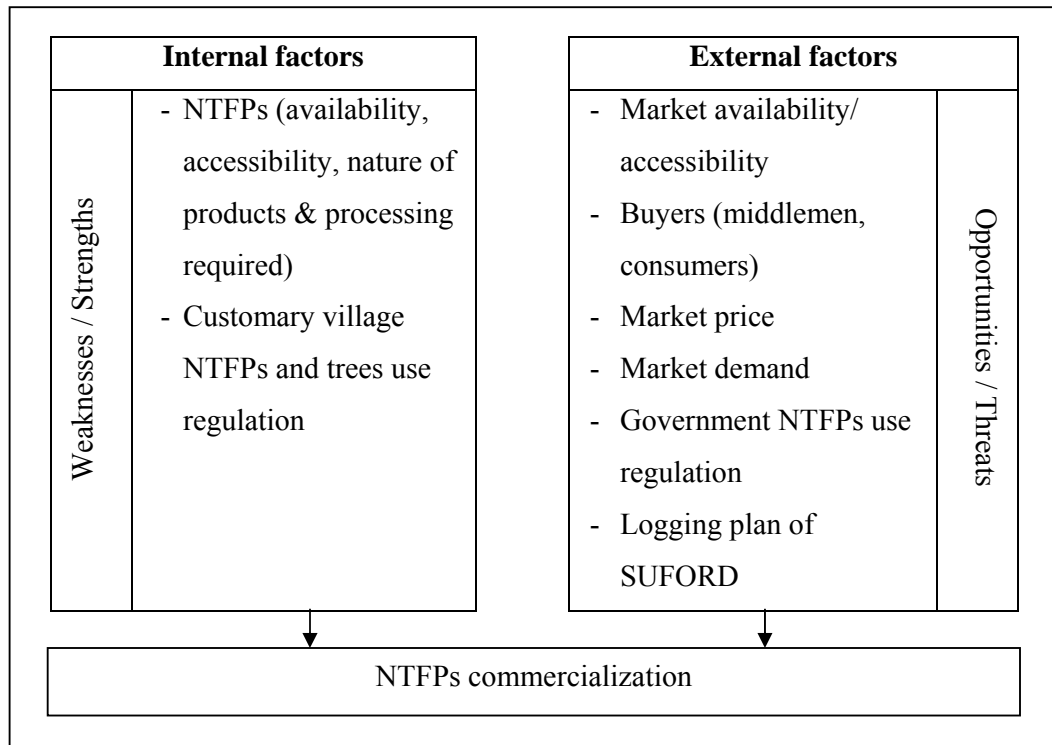 Internal factors
Weaknesses / Strengths
- NTFPs (availability,
accessibility, nature of
products & processing
required)
- Customary village
NTFPs and trees use
regulation
External factors
- Market availability/
accessibility
- Buyers (middlemen,
consumers)
- Market price
- Market demand
- Government NTFPs use
regulation
- Logging plan of
SUFORD
Opportunities / Threats
NTFPs commercialization